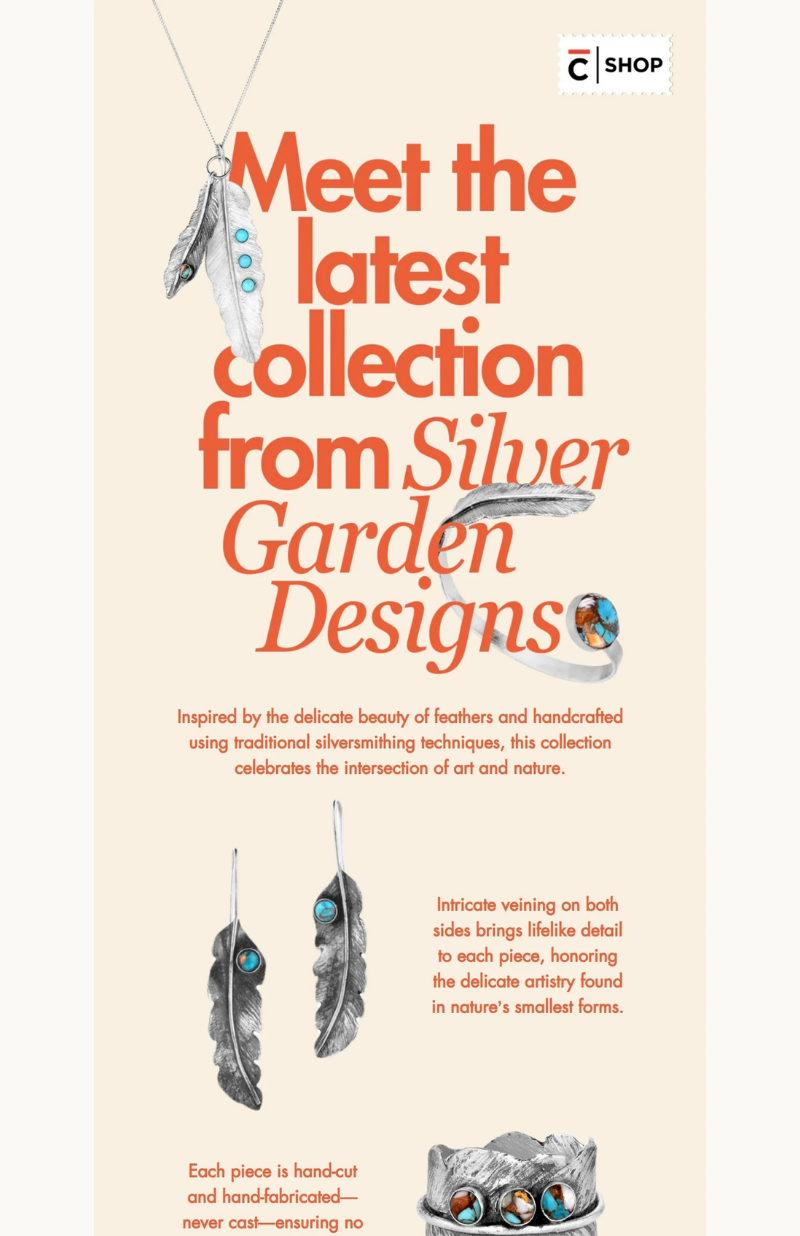 C | SHOP
Meet the
latest
collection
from Silver
Garden
Designs
Inspired by the delicate beauty of feathers and handcrafted
using traditional silversmithing techniques, this collection
celebrates the intersection of art and nature.
Intricate veining on both
sides brings lifelike detail
to each piece, honoring
the delicate artistry found
in nature's smallest forms.
Each piece is hand-cut
and hand-fabricated—
never cast—ensuring no